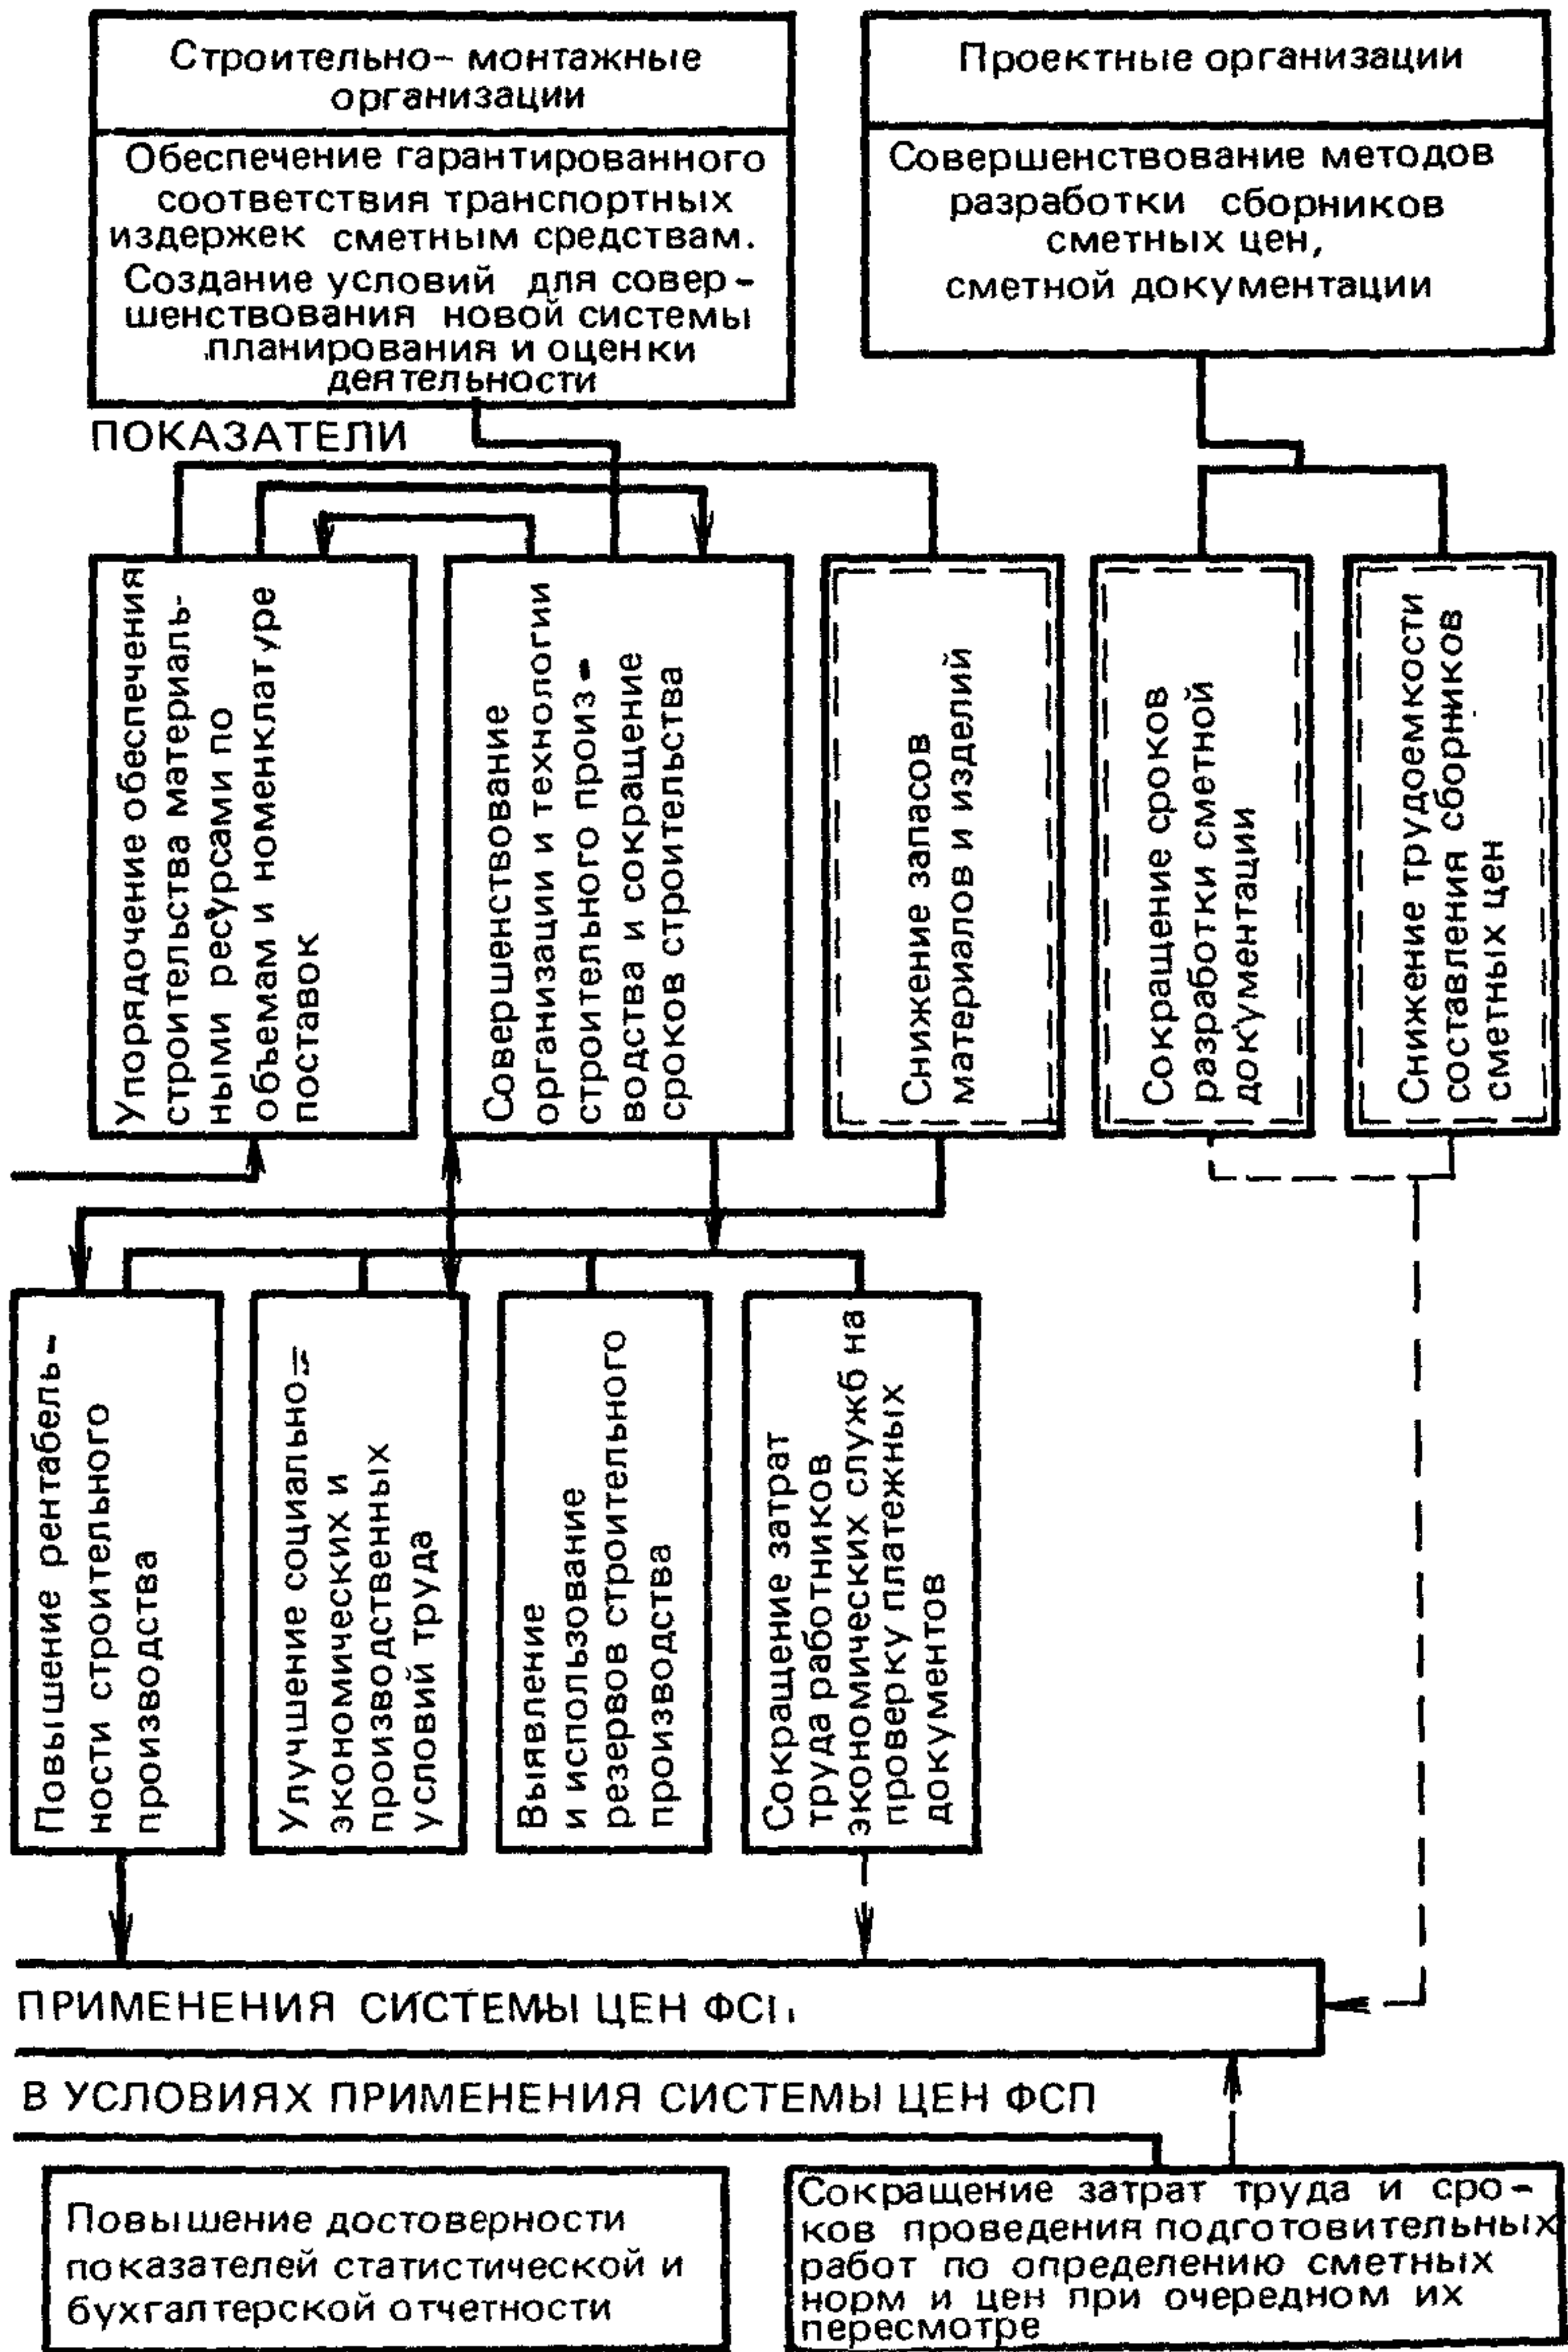 Строительно- монтажные
организации
Обеспечение гарантированного
соответствия транспортных
издержек сметным средствам.
Создание условий для совер-
шенствования новой системы
планирования и оценки
деятельности
Проектные организации
Совершенствование методов
разработки сборников
сметных цен,
сметной документации
ПОКАЗАТЕЛИ
Упорядочение обеспечения
строительства материаль-
ными ресурсами по
объемам и номенклатуре
поставок
Совершенствование
организации и технологии
строительного произ-
водства и сокращение
сроков строительства
Снижение запасов
материалов и изделий
Сокращение сроков
разработки сметной
документации
Снижение трудоемкости
составления сборников
сметных цен
Повышение рентабель-
ности строительного
производства
Улучшение социально-
экономических и
производственных
условий труда
Выявление
и использование
резервов строительного
производства
Сокращение затрат
труда работников
экономических служб на
проверку платежных
документов
ПРИМЕНЕНИЯ СИСТЕМЫ ЦЕН ФСП
В УСЛОВИЯХ ПРИМЕНЕНИЯ СИСТЕМЫ ЦЕН ФСП
Повышение достоверности
показателей статистической и
бухгалтерской отчетности
Сокращение затрат труда и сро-
ков проведения подготовительных
работ по определению сметных
норм и цен при очередном их
пересмотре